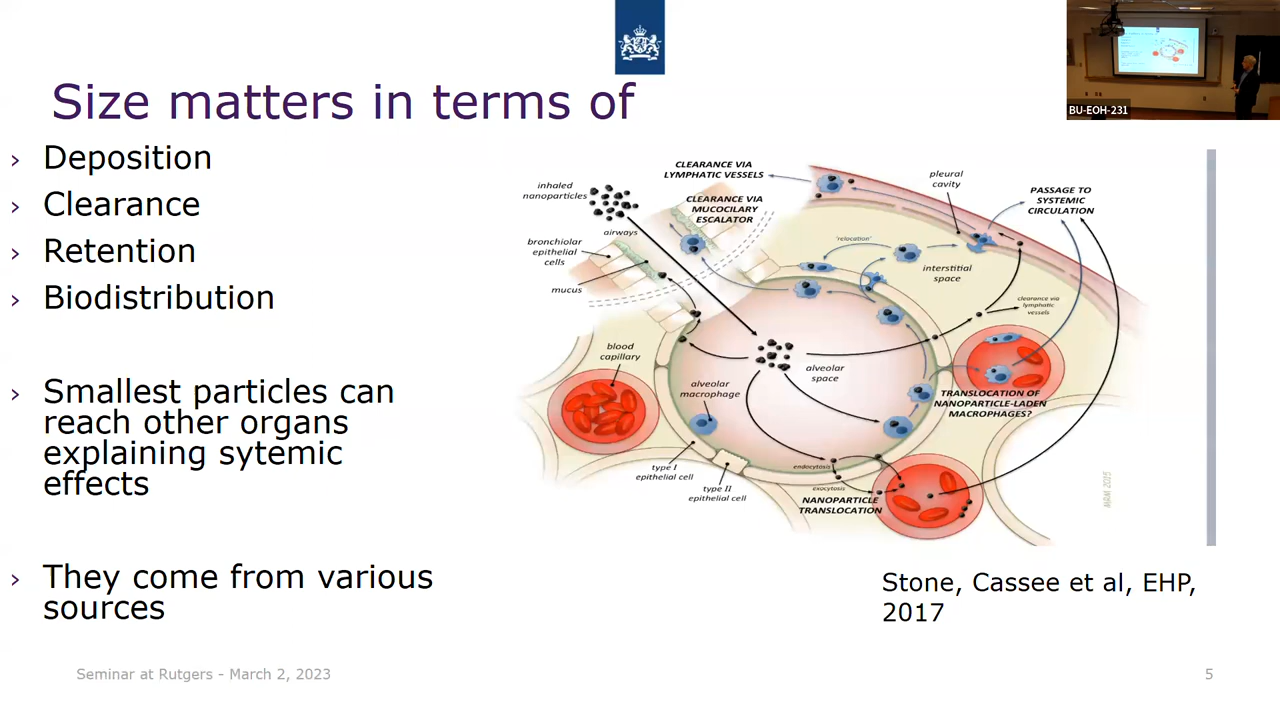 Size matters in terms of
› Deposition
› Clearance
› Retention
› Biodistribution
› Smallest particles can
reach other organs
explaining sytemic
effects
› They come from various
sources
inhaled
nanoparticles
airways
bronchiolar
epithelial
cells
mucus
CLEARANCE VIA
LYMPHATIC VESSELS
CLEARANCE VIA
MUCOCILARY
ESCALATOR
pleural
cavity
PASSAGE TO
SYSTEMIC
CIRCULATION
'relocation'
interstitial
space
clearance via
lymphatic
vessels
blood
capillary
alveolar
macrophage
alveolar
space
TRANSLOCATION OF
NANOPARTICLE-LADEN
MACROPHAGES?
type I
epithelial cell
type II
epithelial cell
endocytosis
exocytosis
NANOPARTICLE
TRANSLOCATION
Stone, Cassee et al, EHP,
2017
Seminar at Rutgers - March 2, 2023
5
BU-EOH-231